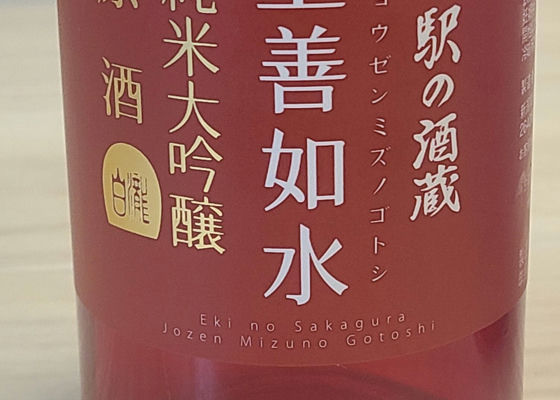 駅の酒蔵
ョウゼンミズノゴトシ
善如水
純米大吟醸
原酒
白瀧
Eki no Sakagura
Jozen Mizuno Gotoshi